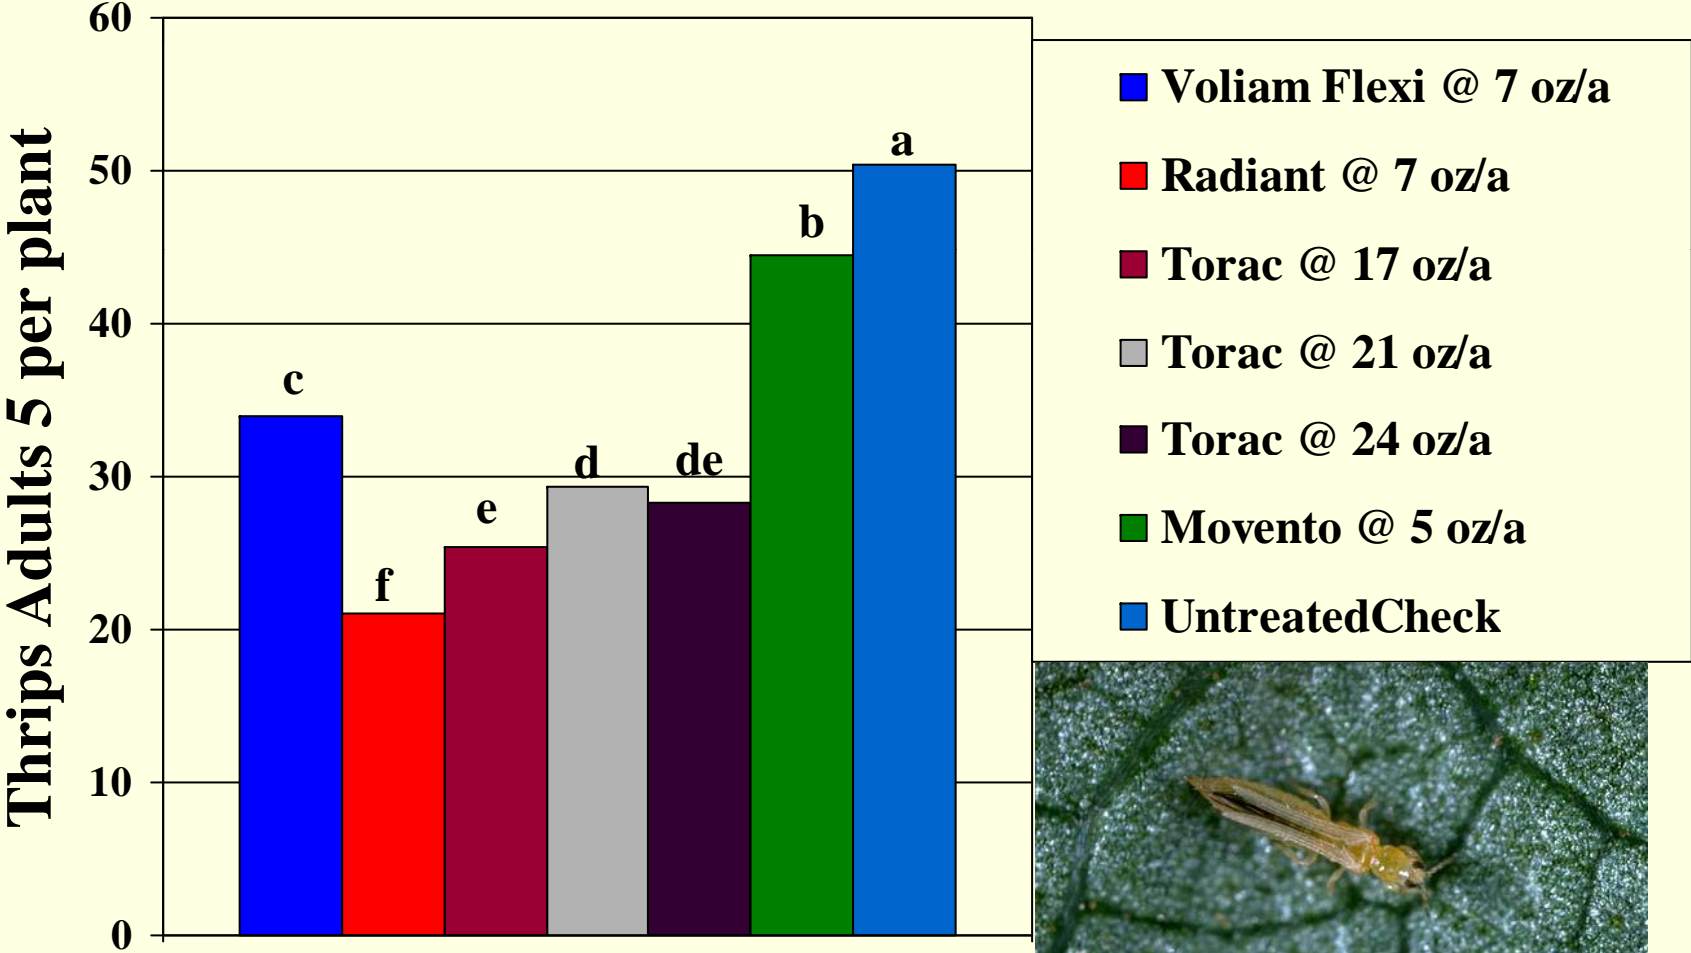 Thrips Adults 5 per plant
60
50
40
30
20
10
0
c
f
e
d
de
b
a
Voliam Flexi @ 7 oz/a
Radiant @ 7 oz/a
Torac @ 17 oz/a
Torac @ 21 oz/a
Torac @ 24 oz/a
Movento @ 5 oz/a
UntreatedCheck